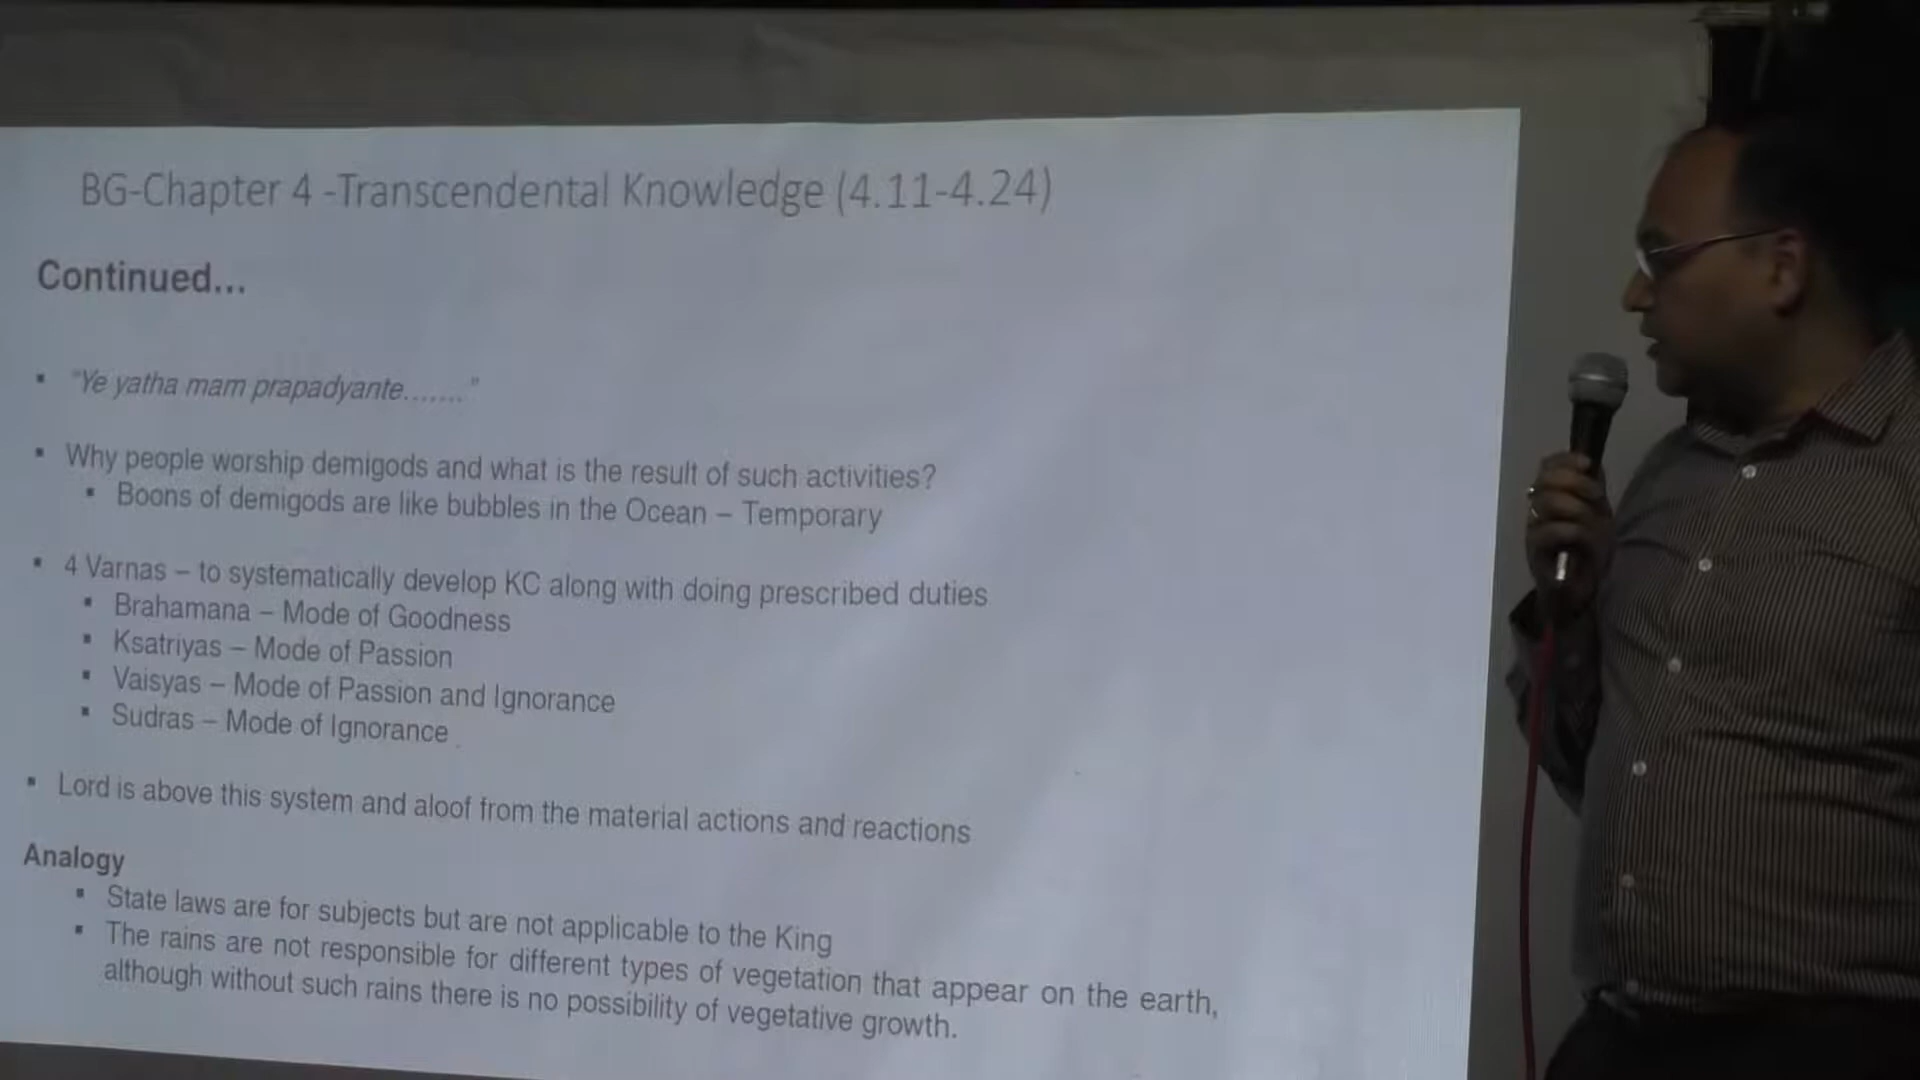 BG-Chapter 4 -Transcendental Knowledge (4.11-4.24)
Continued...
▪ "Ye yatha mam prapadyante......."
▪ Why people worship demigods and what is the result of such activities?
▪ Boons of demigods are like bubbles in the Ocean – Temporary
▪ 4 Varnas – to systematically develop KC along with doing prescribed duties
▪ Brahamana – Mode of Goodness
▪ Ksatriyas – Mode of Passion
▪ Vaisyas – Mode of Passion and Ignorance
▪ Sudras – Mode of Ignorance
▪ Lord is above this system and aloof from the material actions and reactions
Analogy
▪ State laws are for subjects but are not applicable to the King
▪ The rains are not responsible for different types of vegetation that appear on the earth,
although without such rains there is no possibility of vegetative growth.